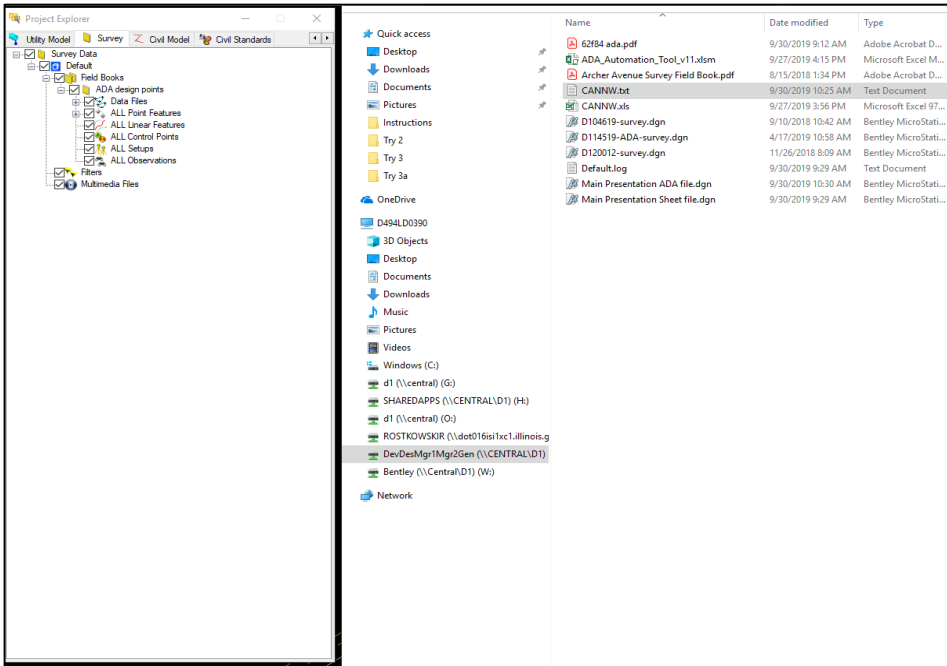 Project Explorer
Utility Model Survey Civil Model Civil Standards
Survey Data
Default
Field Books
ADA design points
Data Files
ALL Point Features
ALL Linear Features
ALL Control Points
ALL Setups
ALL Observations
Filters
Multimedia Files
Quick access
Desktop
Downloads
Documents
Pictures
Instructions
Try 2
Try 3
Try 3a
OneDrive
D494LD0390
3D Objects
Desktop
Documents
Downloads
Music
Pictures
Videos
Windows (C:)
d1 (\\central) (G:)
SHAREDAPPS (\\CENTRAL\D1) (H:)
d1 (\\central) (O:)
ROSTKOWSKIR (\\dot016isi1xc1.illinois.g
DevDesMgr1Mgr2Gen (\\CENTRAL\D1)
Bentley (\\Central\D1) (W:)
Network
Name Date modified Type
62f84 ada.pdf 9/30/2019 9:12 AM Adobe Acrobat D...
ADA_Automation_Tool_v11.xlsm 9/27/2019 4:15 PM Microsoft Excel M...
Archer Avenue Survey Field Book.pdf 8/15/2018 1:34 PM Adobe Acrobat D...
CANNW.txt 9/30/2019 10:25 AM Text Document
CANNW.xls 9/27/2019 3:56 PM Microsoft Excel 97...
D104619-survey.dgn 9/10/2018 10:42 AM Bentley MicroStati...
D114519-ADA-survey.dgn 4/17/2019 10:58 AM Bentley MicroStati...
D120012-survey.dgn 11/26/2018 8:09 AM Bentley MicroStati...
Default.log 9/30/2019 9:29 AM Text Document
Main Presentation ADA file.dgn 9/30/2019 10:30 AM Bentley MicroStati...
Main Presentation Sheet file.dgn 9/30/2019 9:29 AM Bentley MicroStati...